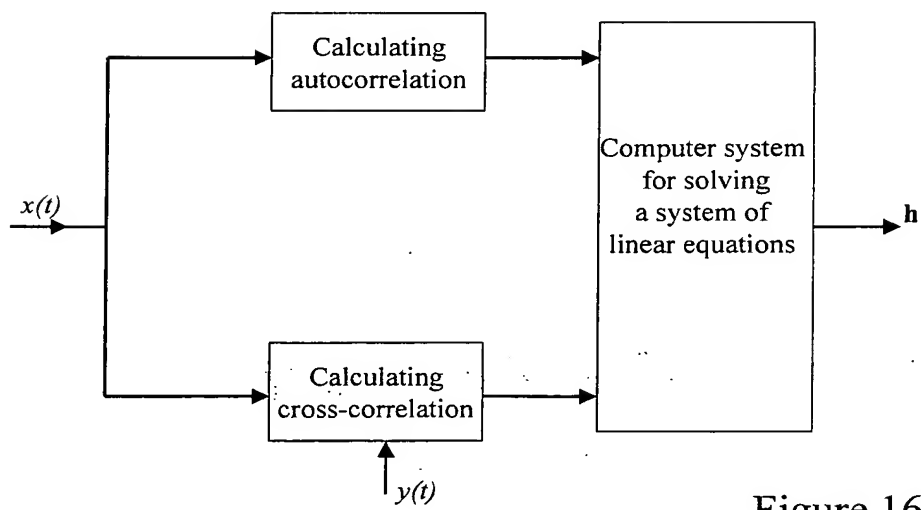 Calculating
autocorrelation
Computer system
for solving
a system of
linear equations
x(t)
h
Calculating
cross-correlation
y(t)
Figure 16